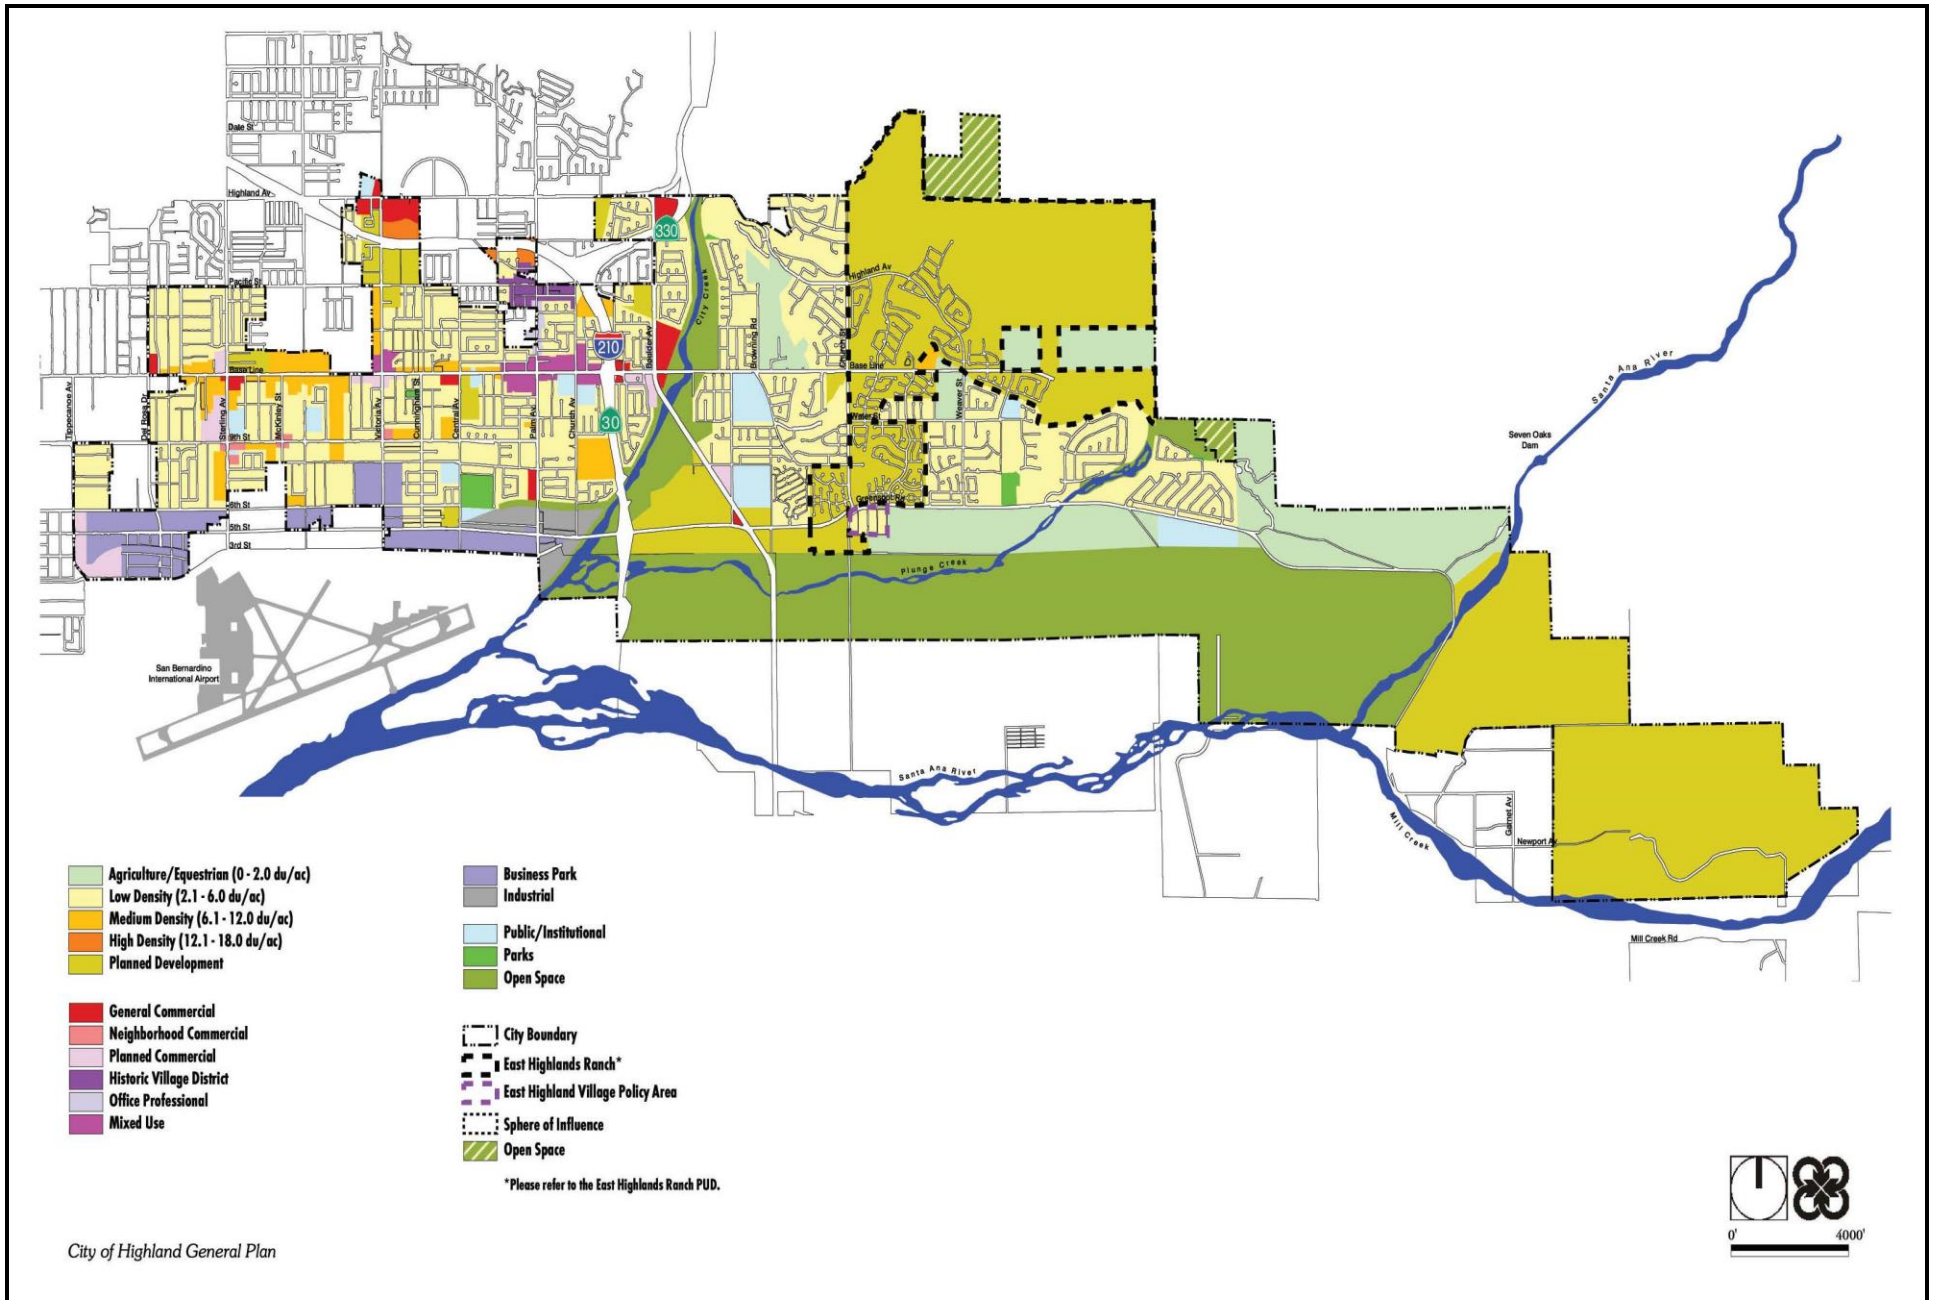 Date St
Highland Av
330
Pacific St
Highland Av
City Creek
Browning Rd
Church St
Boulder Av
210
Base Line
Base Line
Tippecanoe Av
Del Rosa Dr
Sterling Av
McKinley St
Victoria Av
Cunningham St
Central Av
Palm Av
Church Av
30
9th St
Water St
Weaver St
Greenspot Rd
6th St
5th St
3rd St
Plunge Creek
Santa Ana River
Seven Oaks
Dam
San Bernardino
International Airport
Santa Ana River
Mill Creek
Garnet Av
Newport Av
Mill Creek Rd
Agriculture/Equestrian (0 - 2.0 du/ac)
Low Density (2.1 - 6.0 du/ac)
Medium Density (6.1 - 12.0 du/ac)
High Density (12.1 - 18.0 du/ac)
Planned Development
General Commercial
Neighborhood Commercial
Planned Commercial
Historic Village District
Office Professional
Mixed Use
Business Park
Industrial
Public/Institutional
Parks
Open Space
City Boundary
East Highlands Ranch*
East Highland Village Policy Area
Sphere of Influence
Open Space
*Please refer to the East Highlands Ranch PUD.
0' 4000'
City of Highland General Plan